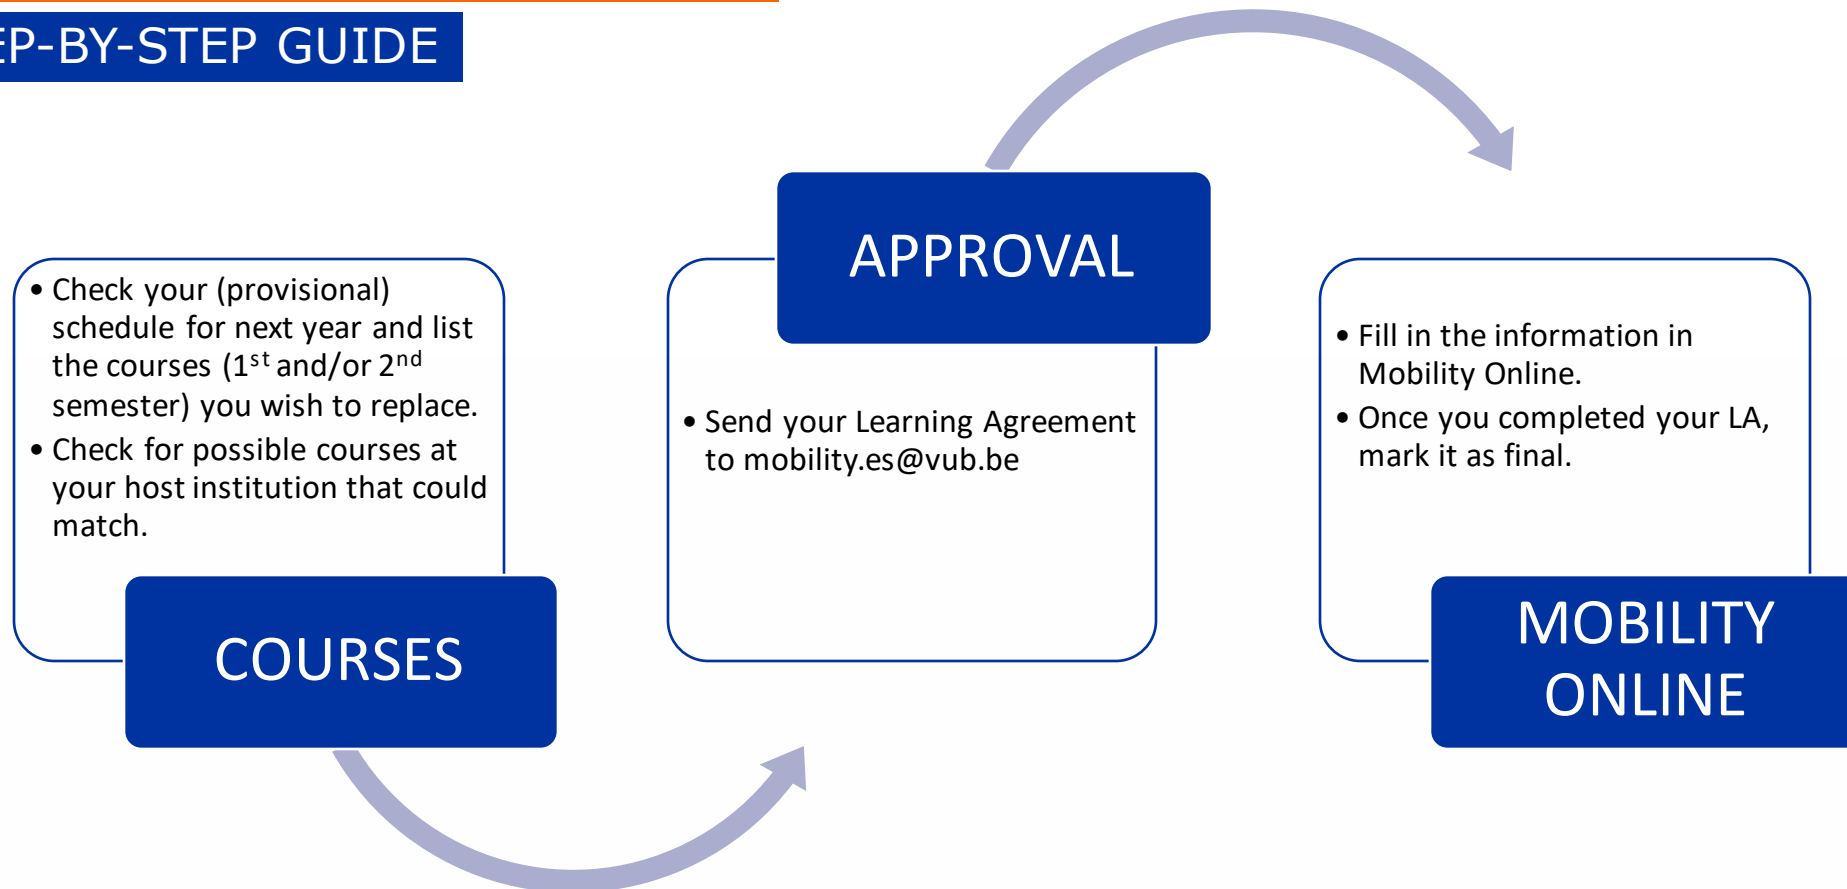 EP-BY-STEP GUIDE
• Check your (provisional)
schedule for next year and list
the courses (1st and/or 2nd
semester) you wish to replace.
• Check for possible courses at
your host institution that could
match.
COURSES
APPROVAL
• Send your Learning Agreement
to mobility.es@vub.be
• Fill in the information in
Mobility Online.
• Once you completed your LA,
mark it as final.
MOBILITY
ONLINE